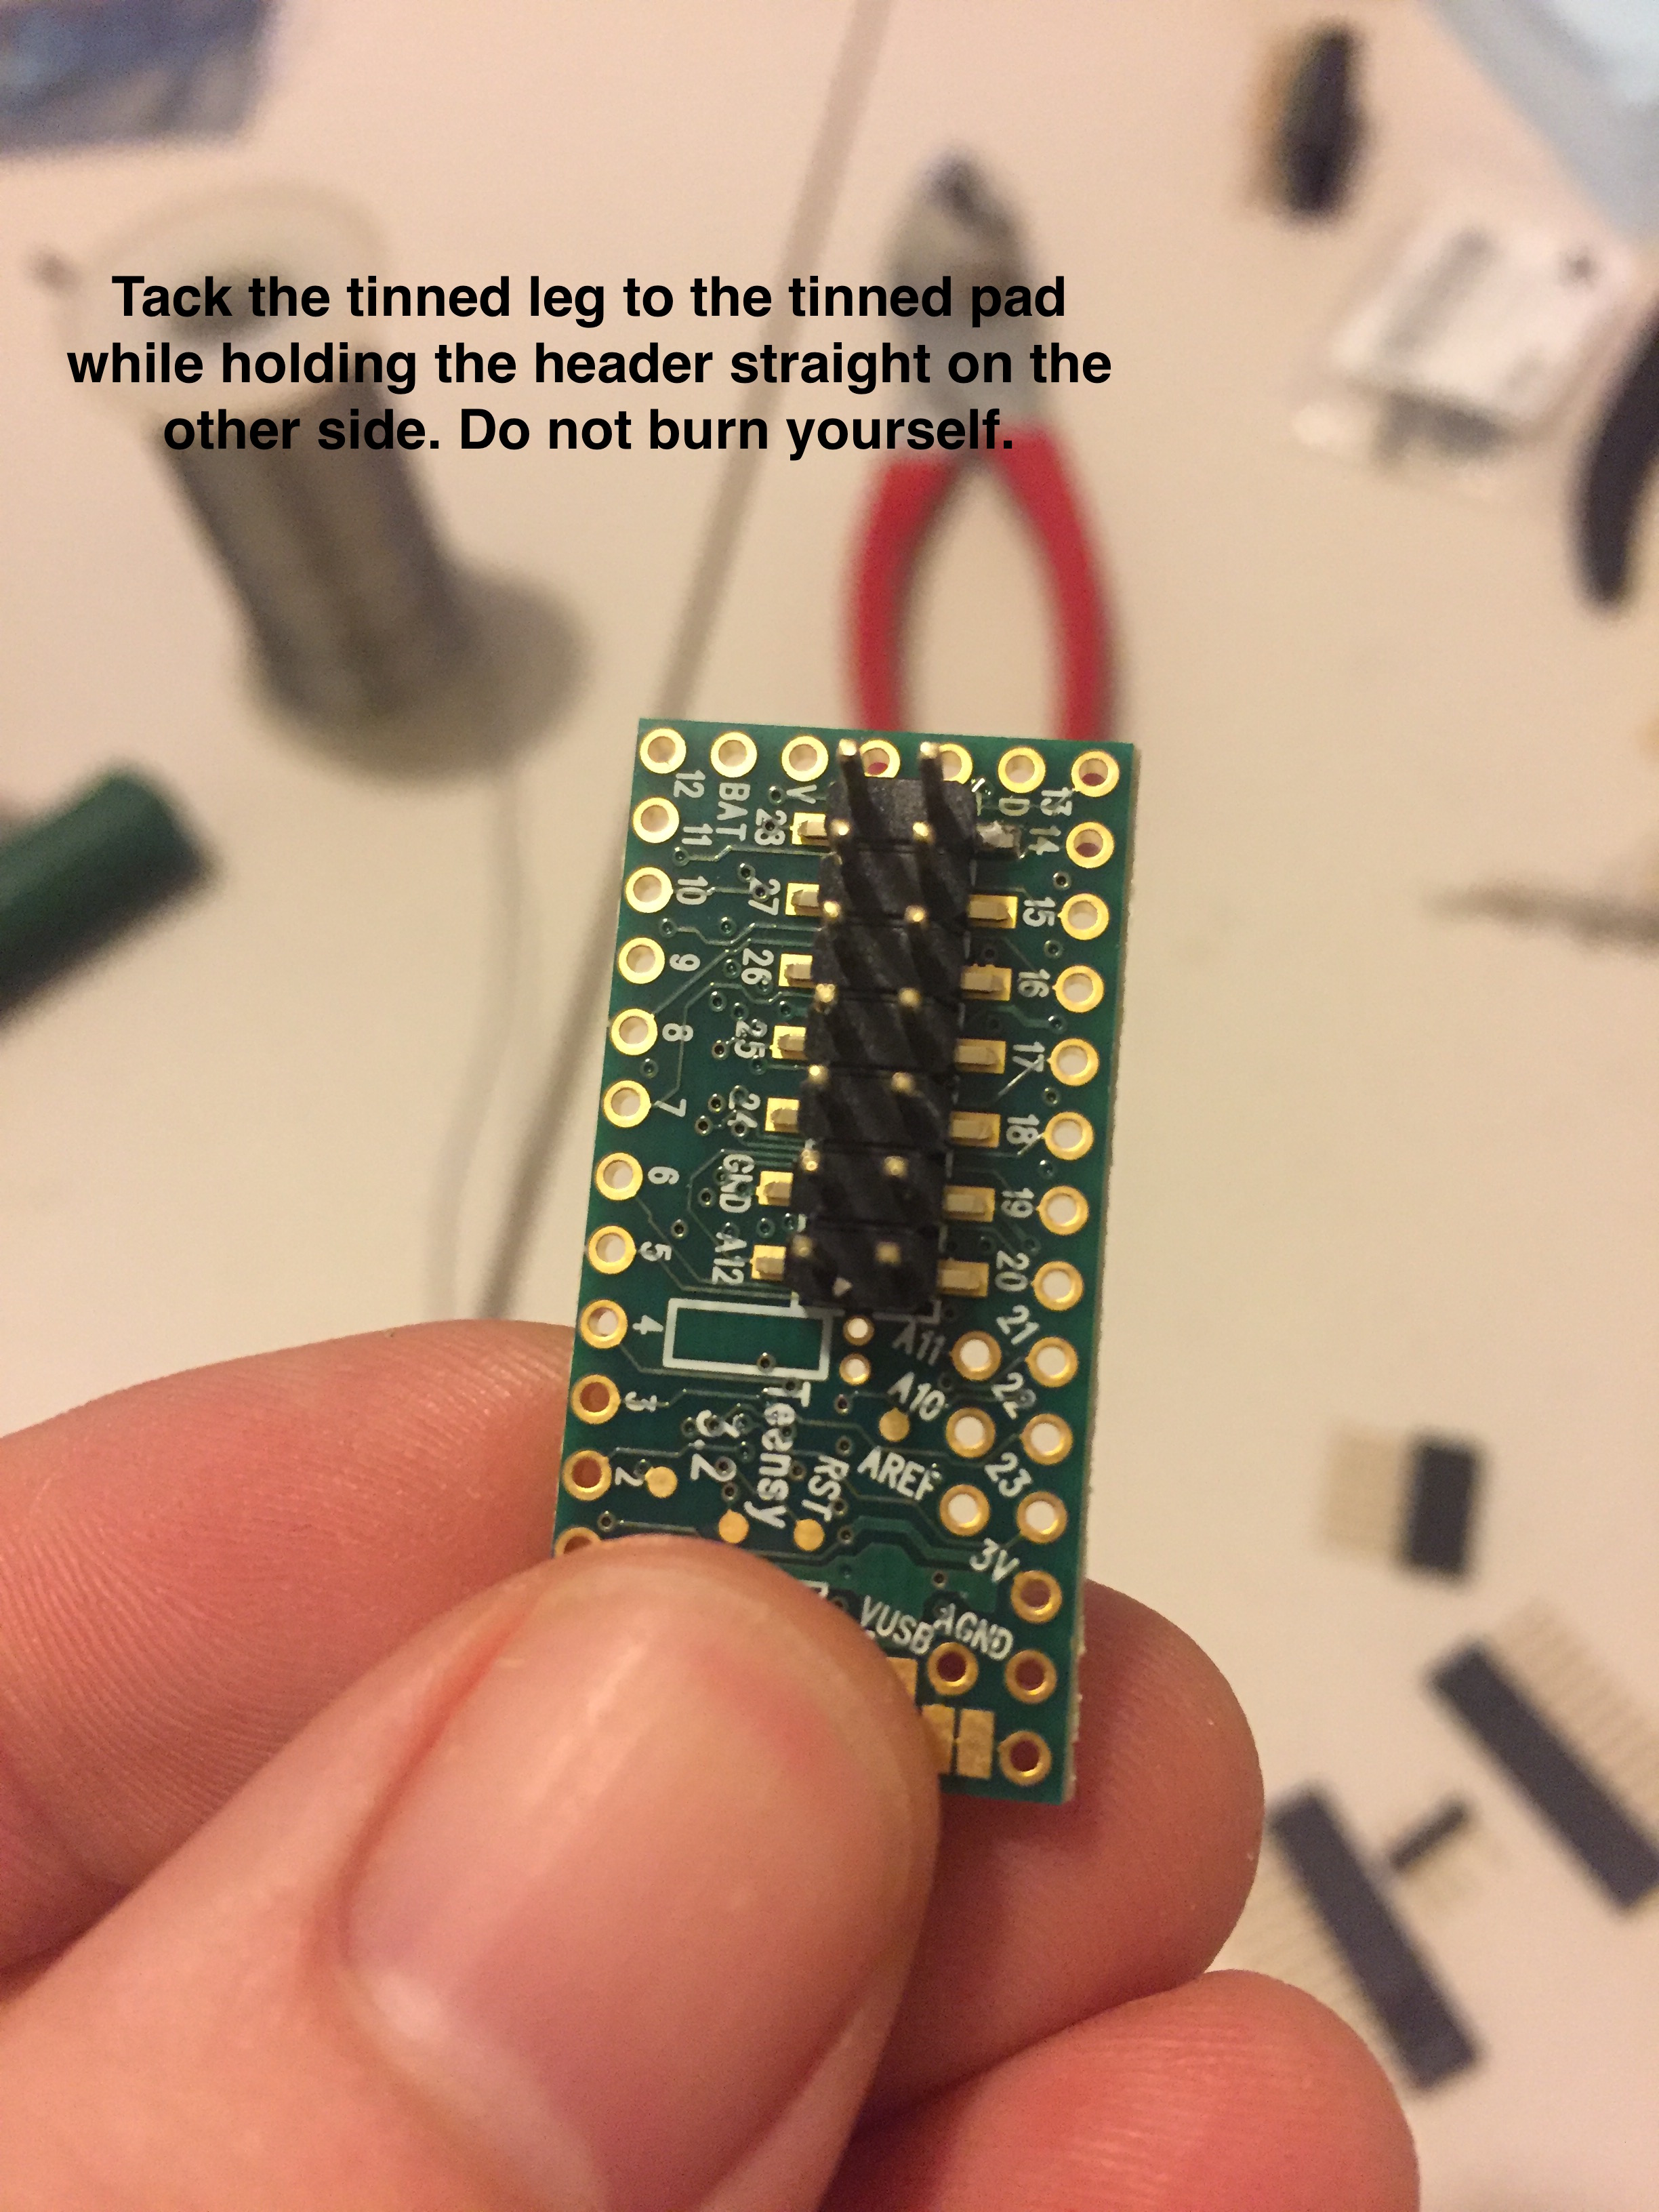 Tack the tinned leg to the tinned pad
while holding the header straight on the
other side. Do not burn yourself.
12
BAT
V
D
13
11
28
14
10
27
15
9
26
16
8
25
17
7
24
18
6
GND
19
5
A12
20
4
A11
21
3
A10
22
2
3.2
Teensy
RST
AREF
23
3V
VUSB
AGND